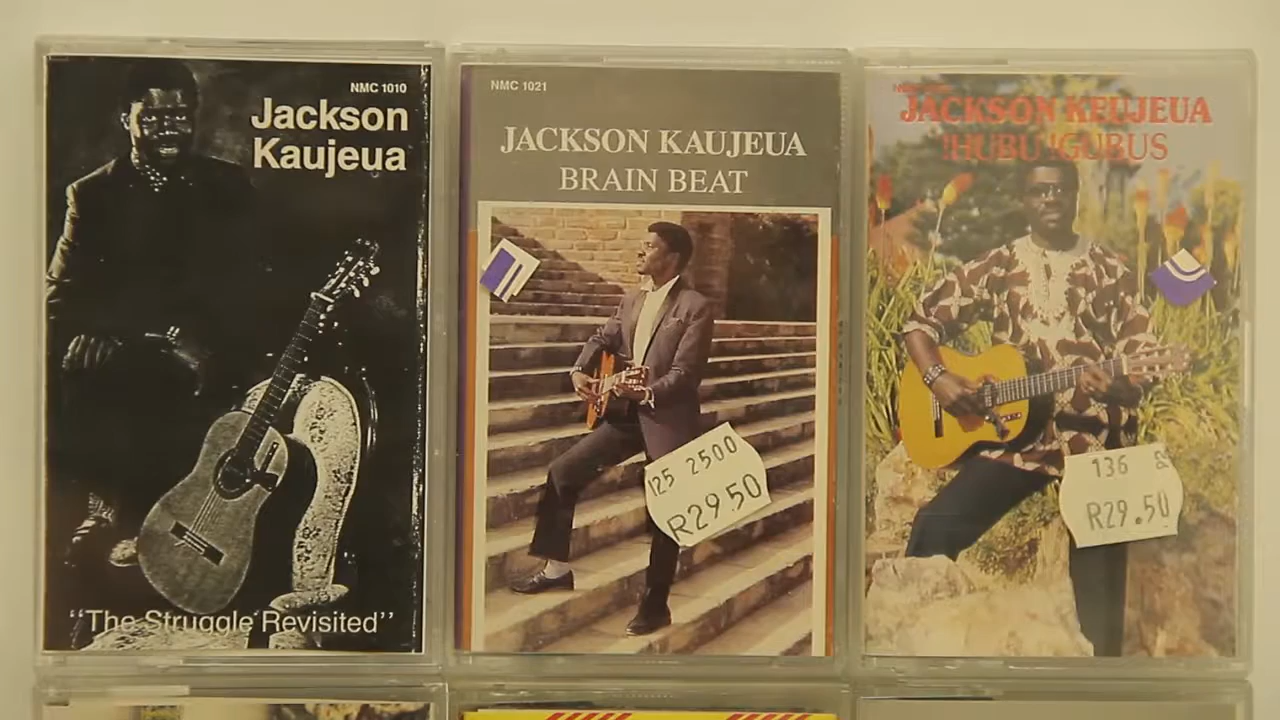 NMC 1010
Jackson
Kaujeua
"The Struggle Revisited"
NMC 1021
JACKSON KAUJEUA
BRAIN BEAT
125 2500
R29.50
JACKSON KEUJEUA
!HUBU !GUBUS
136
R29.50